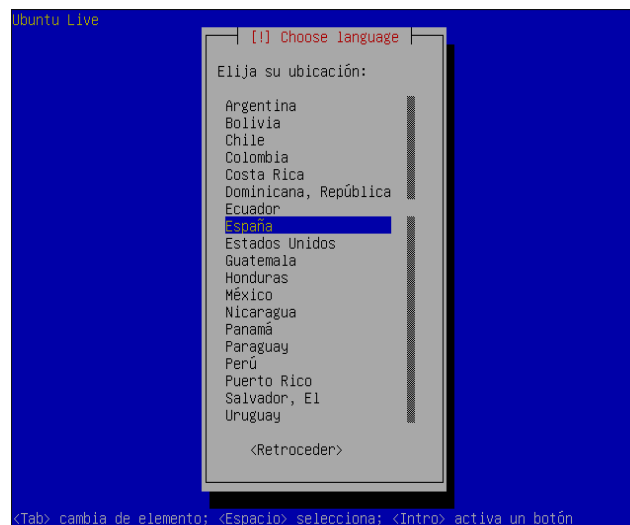 Ubuntu Live
[!] Choose language
Elija su ubicación:
Argentina
Bolivia
Chile
Colombia
Costa Rica
Dominicana, República
Ecuador
España
Estados Unidos
Guatemala
Honduras
México
Nicaragua
Panamá
Paraguay
Perú
Puerto Rico
Salvador, El
Uruguay
<Retroceder>
<Tab> cambia de elemento; <Espacio> selecciona; <Intro> activa un botón